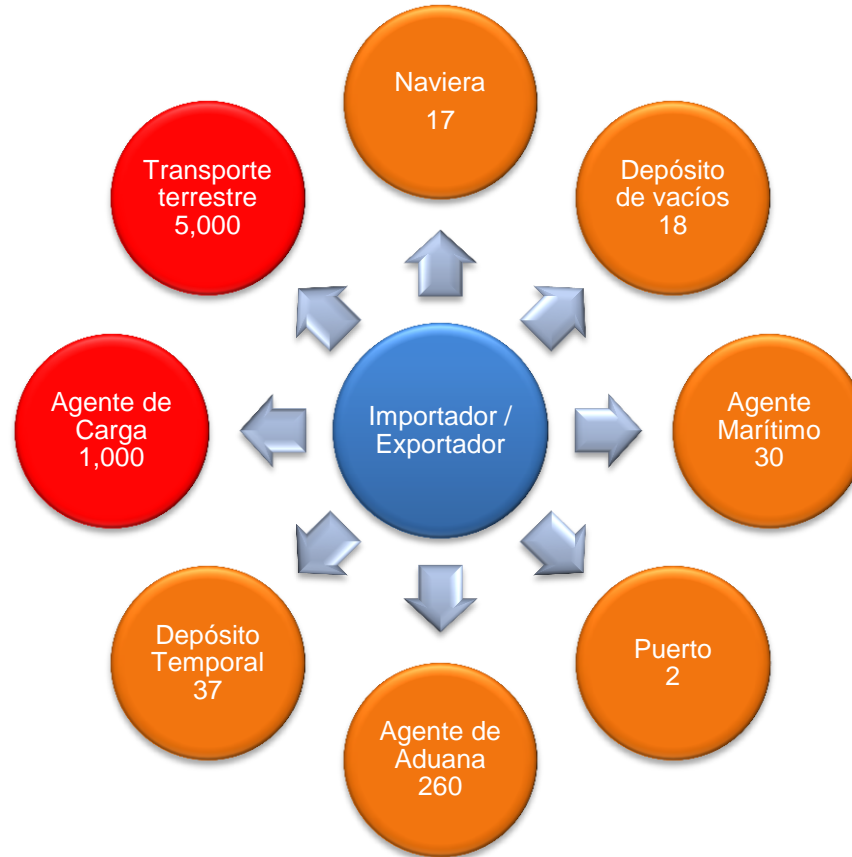 Naviera
17
Depósito
de vacíos
18
Agente
Marítimo
30
Puerto
2
Agente de
Aduana
260
Depósito
Temporal
37
Agente de
Carga
1,000
Transporte
terrestre
5,000
Importador /
Exportador